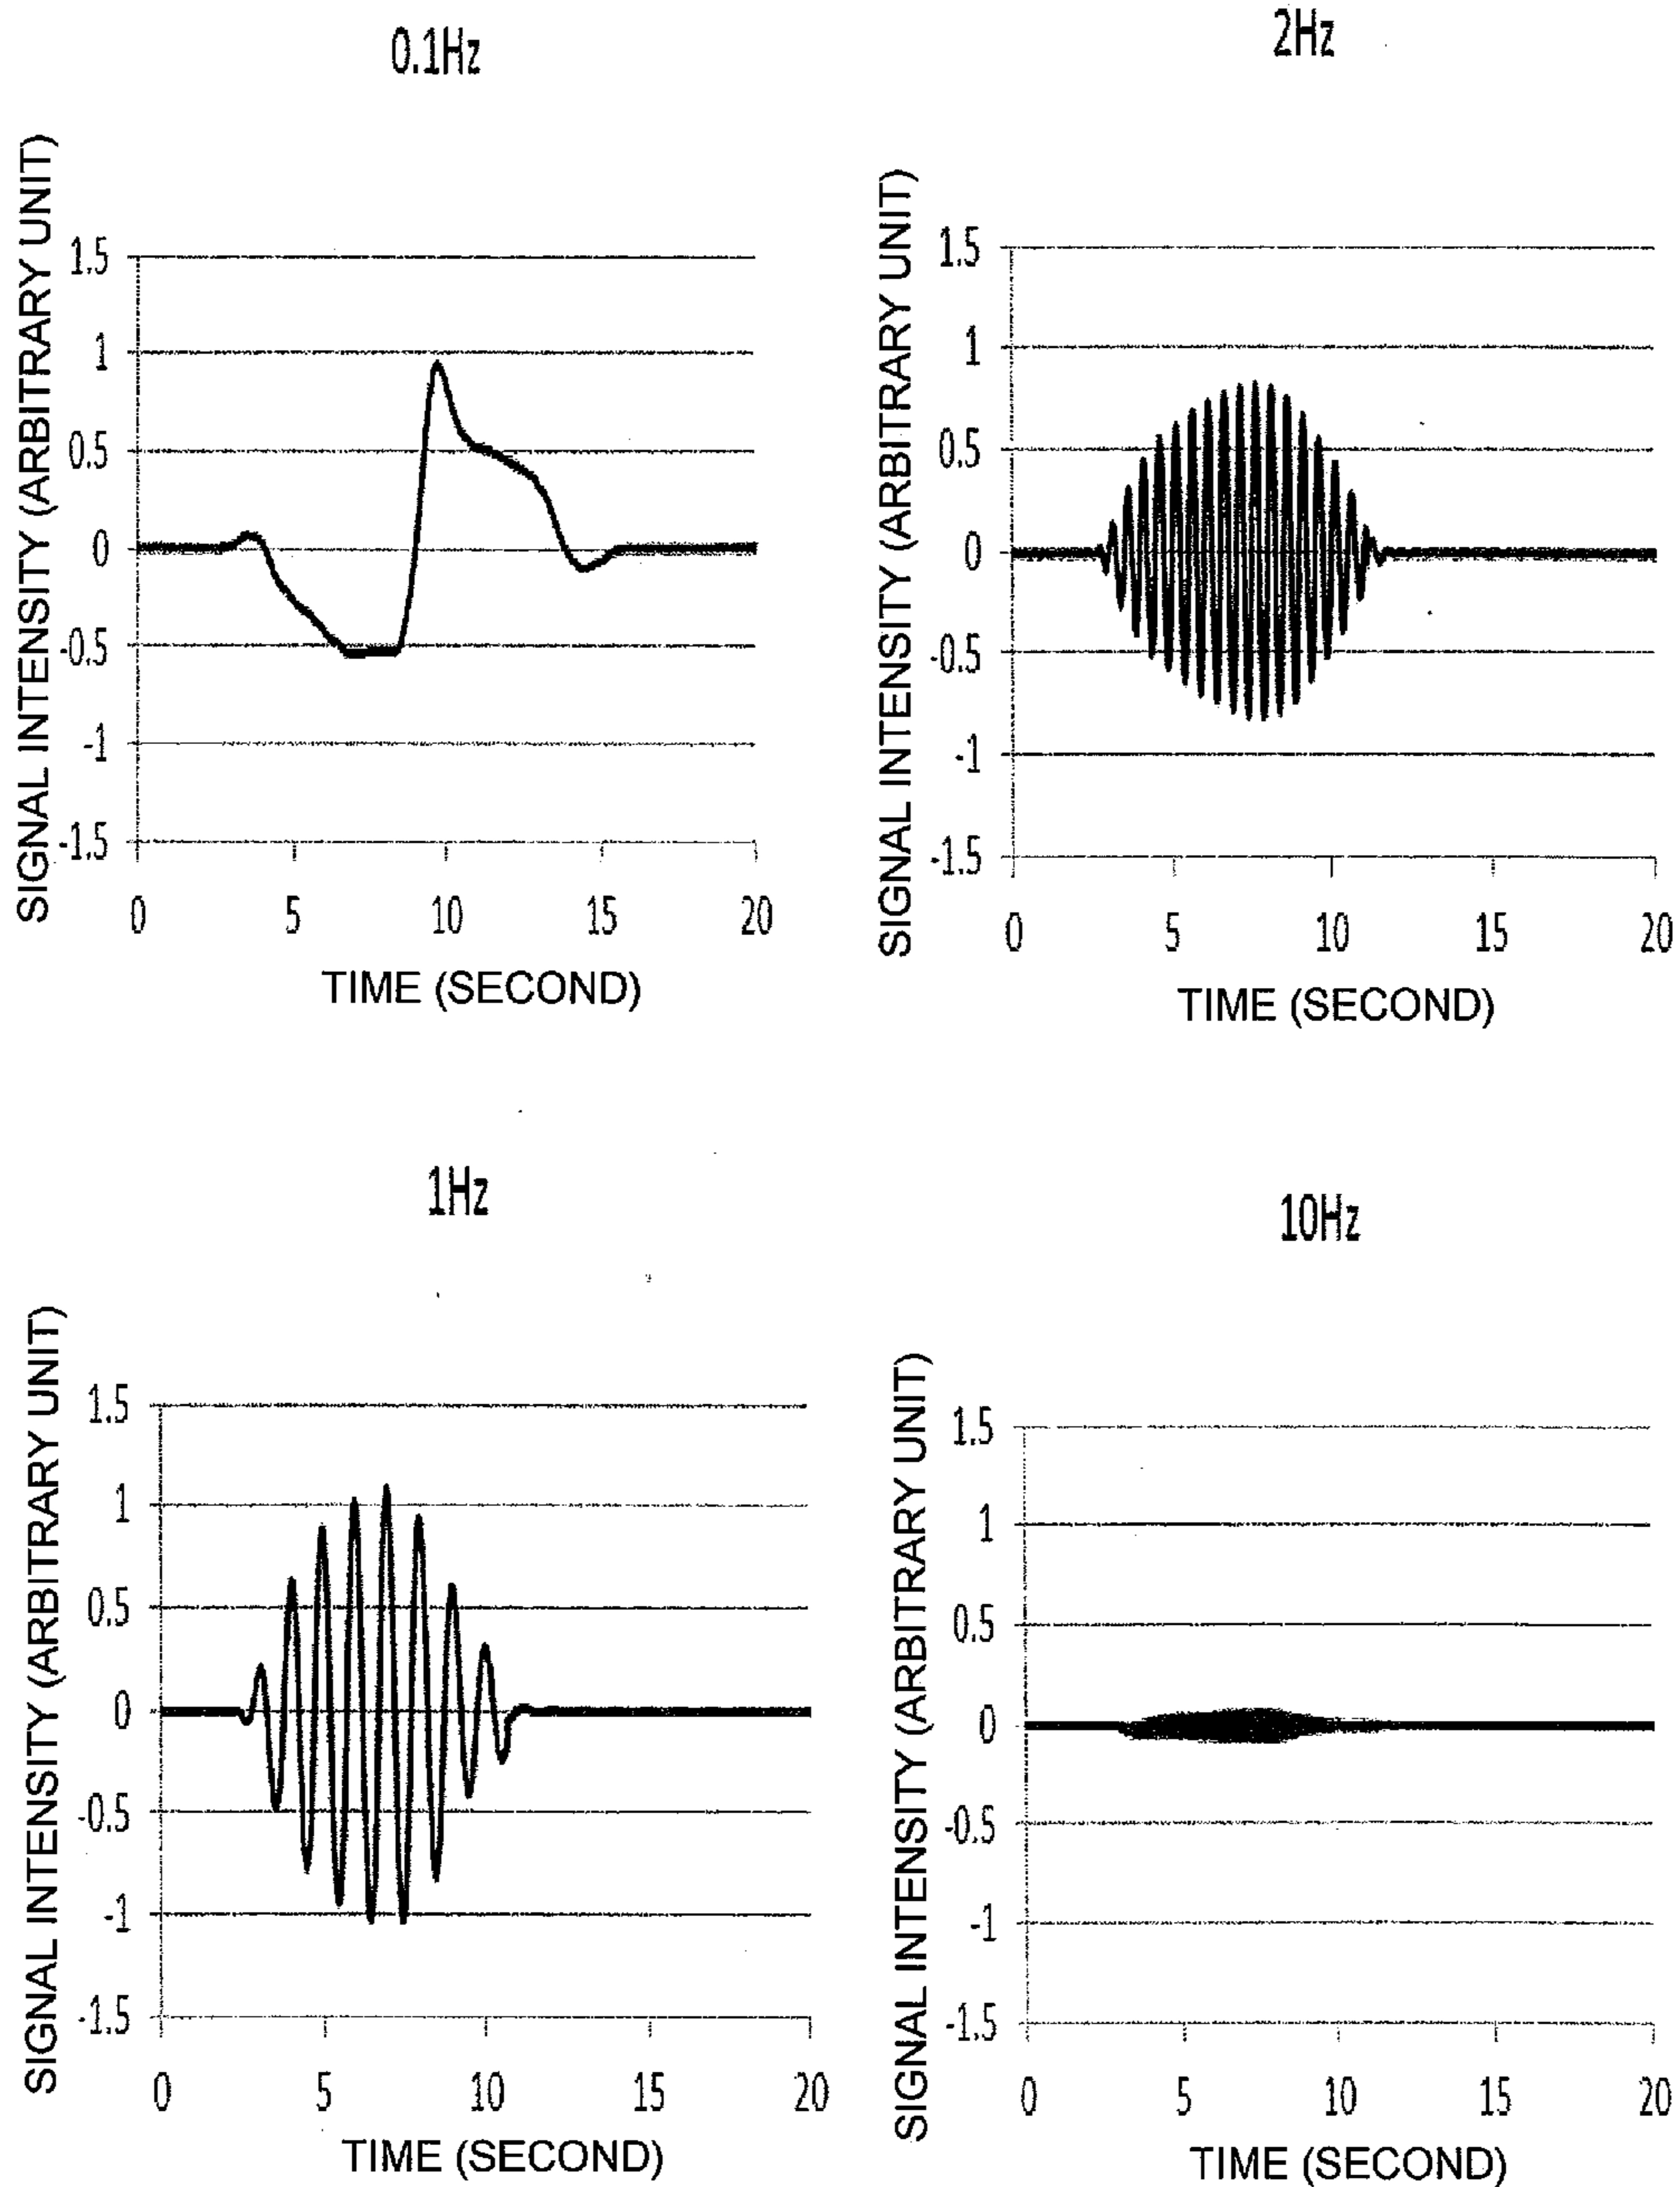 0.1Hz
SIGNAL INTENSITY (ARBITRARY UNIT)
1.5
1
0.5
0
-0.5
-1
-1.5
0 5 10 15 20
TIME (SECOND)
2Hz
SIGNAL INTENSITY (ARBITRARY UNIT)
1.5
1
0.5
0
-0.5
-1
-1.5
0 5 10 15 20
TIME (SECOND)
1Hz
SIGNAL INTENSITY (ARBITRARY UNIT)
1.5
1
0.5
0
-0.5
-1
-1.5
0 5 10 15 20
TIME (SECOND)
10Hz
SIGNAL INTENSITY (ARBITRARY UNIT)
1.5
1
0.5
0
-0.5
-1
-1.5
0 5 10 15 20
TIME (SECOND)